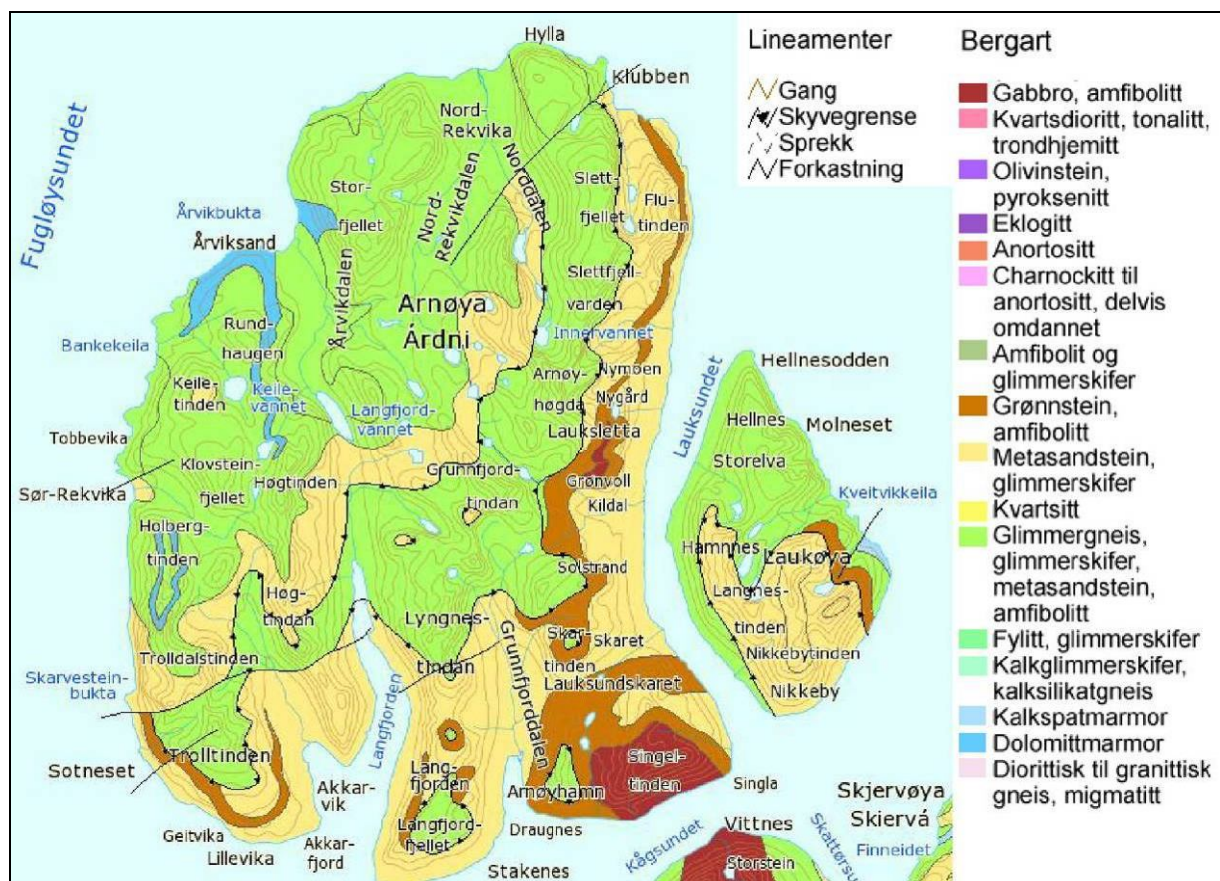 Lineamenter
Gang
Skyvegrense
Sprekk
Forkastning
Bergart
Gabbro, amfibolitt
Kvartsdioritt, tonalitt,
trondhjemitt
Olivinstein,
pyroksenitt
Eklogitt
Anortositt
Charnockitt til
anortositt, delvis
omdannet
Amfibolit og
glimmerskifer
Grønnstein,
amfibolitt
Metasandstein,
glimmerskifer
Kvartsitt
Glimmergneis,
glimmerskifer,
metasandstein,
amfibolitt
Fylitt, glimmerskifer
Kalkglimmerskifer,
kalksilikatgneis
Kalkspatmarmor
Dolomittmarmor
Diorittisk til granittisk
gneis, migmatitt
Hylla
Klubben
Fugløysundet
Nord-
Rekvika
Norddalen
Stor-
fjellet
Nord-
Rekvikdalen
Slett-
fjellet
Flu-
tinden
Årvikbukta
Årviksand
Årvikdalen
Slettfjell-
varden
Arnøya
Árdni
Innervannet
Rund-
haugen
Bankekeila
Keile-
tinden
Keile-
vannet
Langfjord-
vannet
Arnøy-
høgda
Nymoen
Nygård
Lauksletta
Lauksundet
Hellnesodden
Hellnes
Molneset
Storelva
Tobbevika
Klovstein-
fjellet
Høgtinden
Grunnfjord-
tindan
Grønvoll
Kildal
Sør-Rekvika
Kveitvikkeila
Holberg-
tinden
Hamnnes
Laukøya
Solstrand
Langnes-
tinden
Høg-
tindan
Lyngnes-
tindan
Skar-
tinden
Skaret
Nikkebytinden
Trolldalstinden
Grunnfjorddalen
Lauksundskaret
Nikkeby
Skarvestein-
bukta
Langfjorden
Trolltinden
Sotneset
Lang-
fjorden
Singel-
tinden
Singla
Akkar-
vik
Arnøyhamn
Geitvika
Lillevika
Akkar-
fjord
Langfjord-
fjellet
Draugnes
Stakenes
Kågsundet
Vittnes
Storstein
Skattørsu
Skjervøya
Skiervá
Finneidet